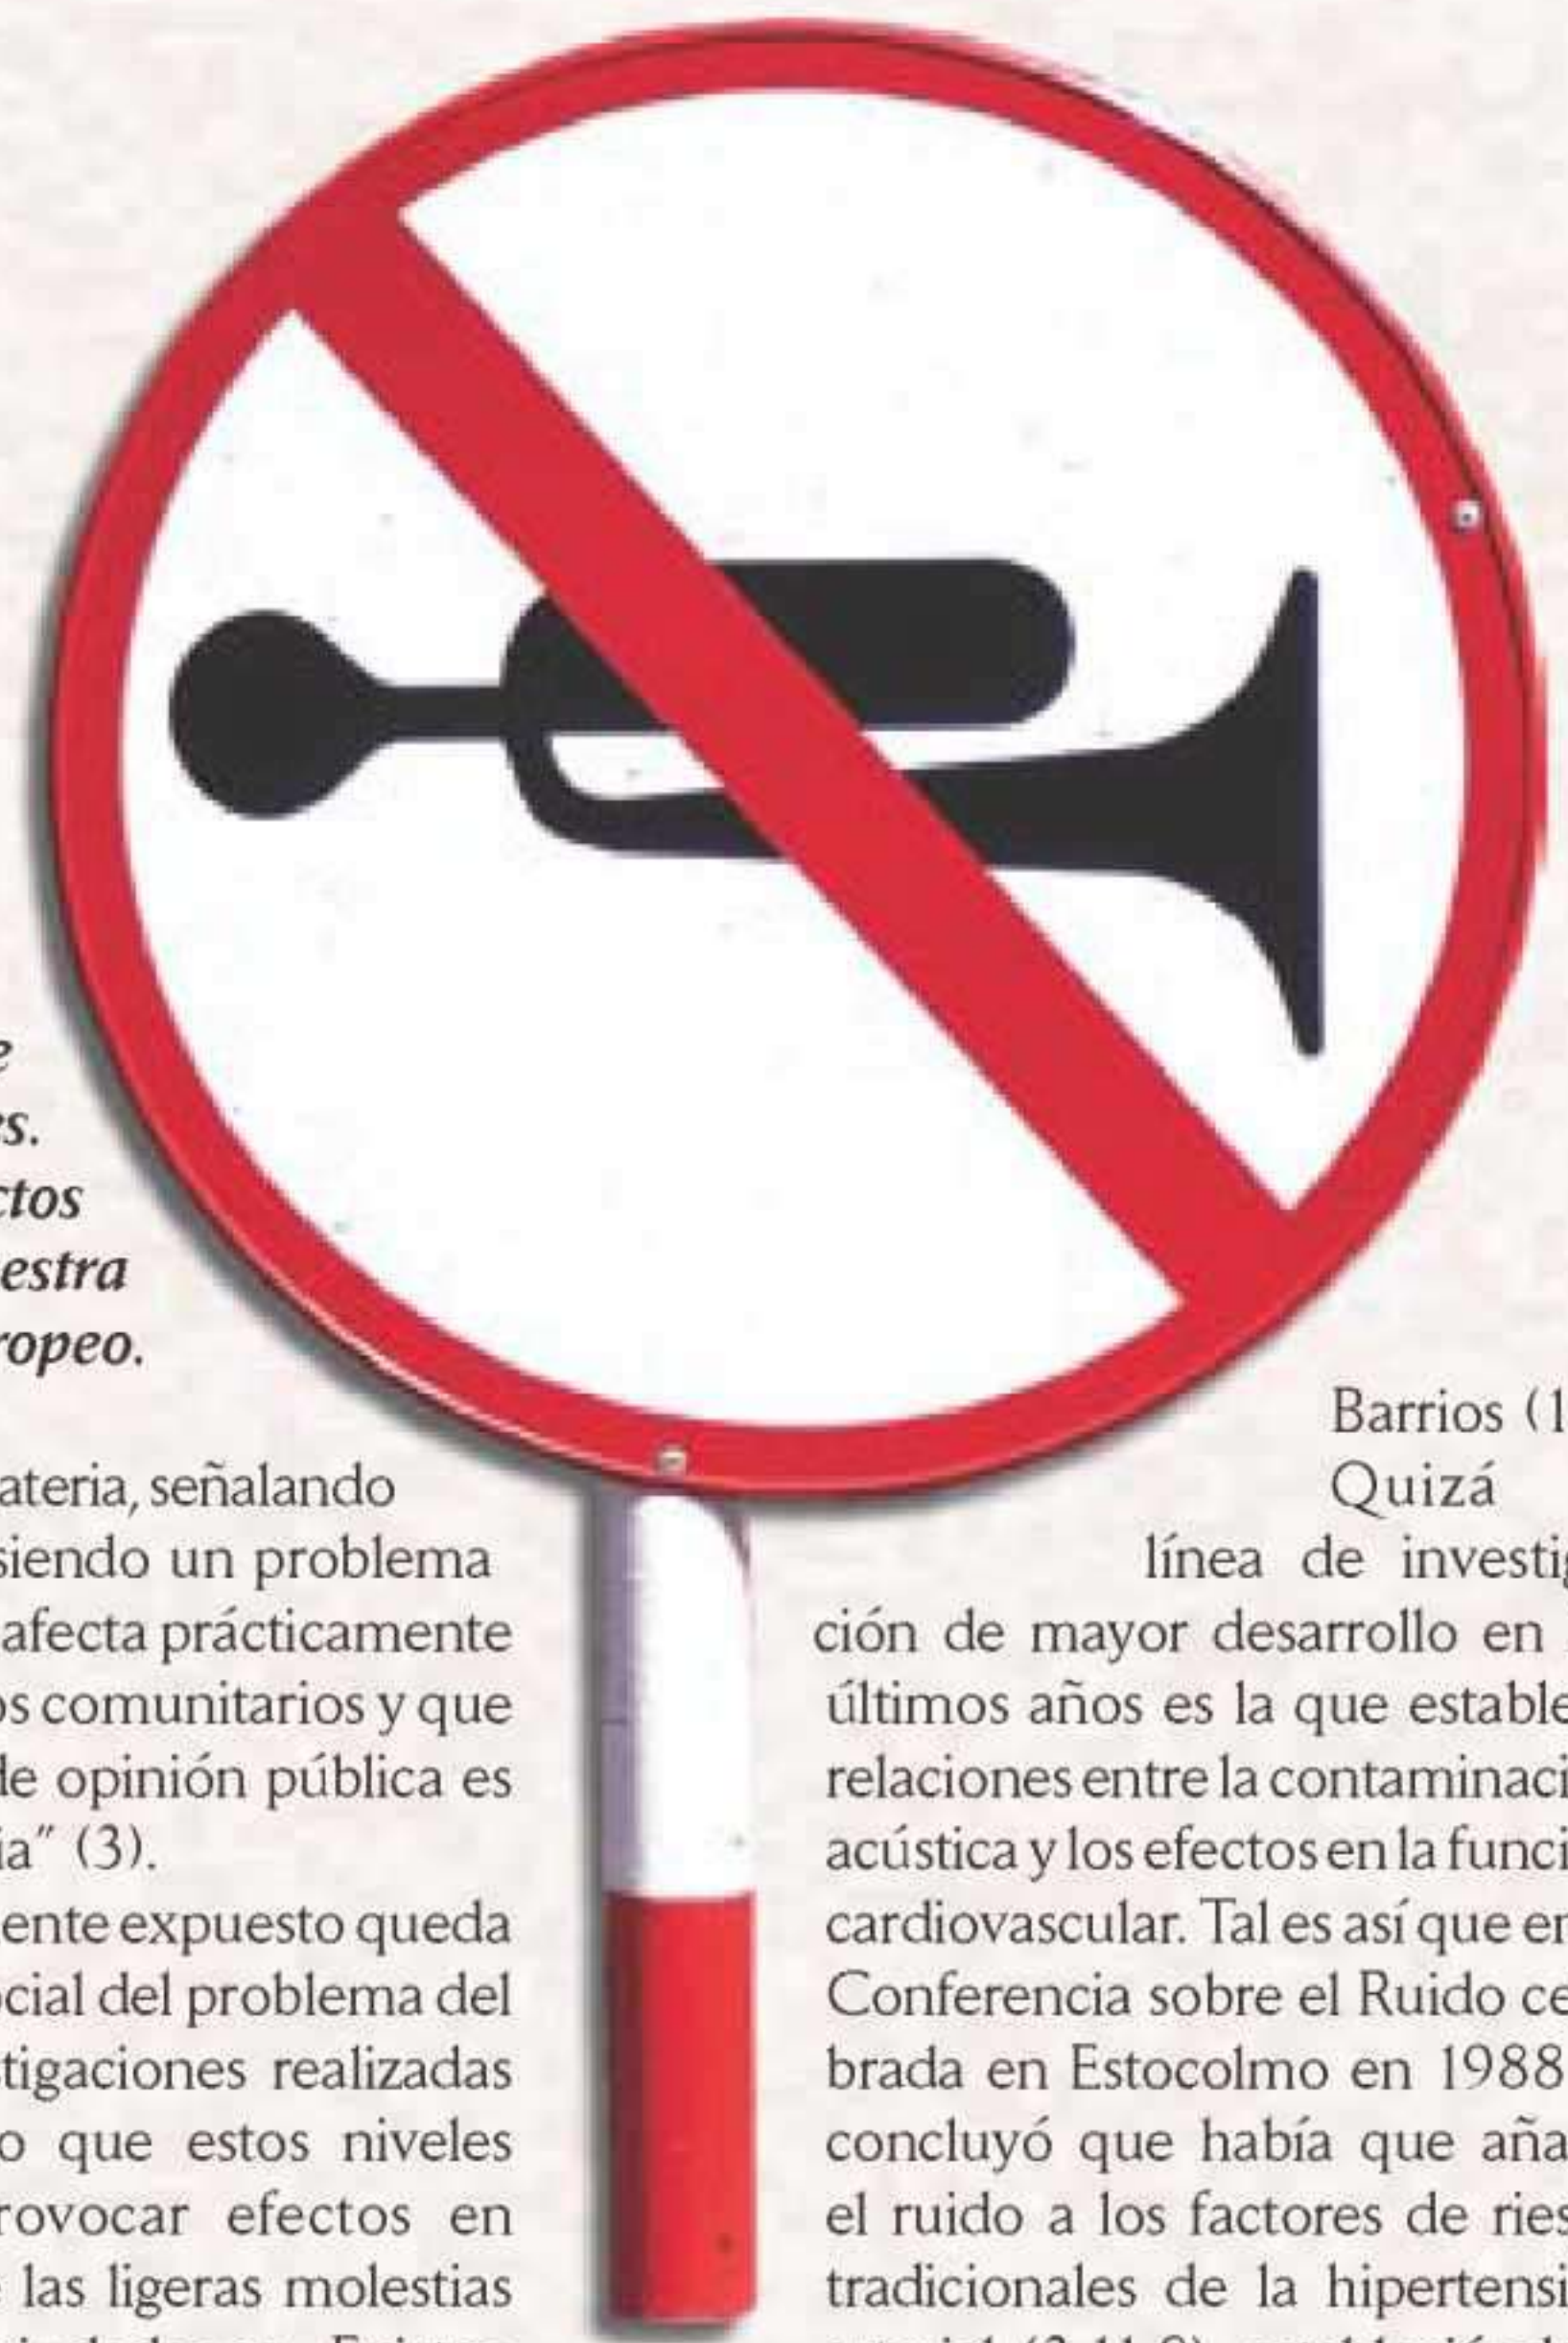 es.
ctos
estra
ropeo.
ateria, señalando
siendo un problema
afecta prácticamente
os comunitarios y que
de opinión pública es
ia" (3).
ente expuesto queda
ocial del problema del
stigaciones realizadas
o que estos niveles
rovocar efectos en
e las ligeras molestias
Barrios (1
Quizá
línea de investig
ción de mayor desarrollo en
últimos años es la que estable
relaciones entre la contaminaci
acústica y los efectos en la funci
cardiovascular. Tal es así que en
Conferencia sobre el Ruido ce
brada en Estocolmo en 1988
concluyó que había que aña
el ruido a los factores de ries
tradicionales de la hipertensi